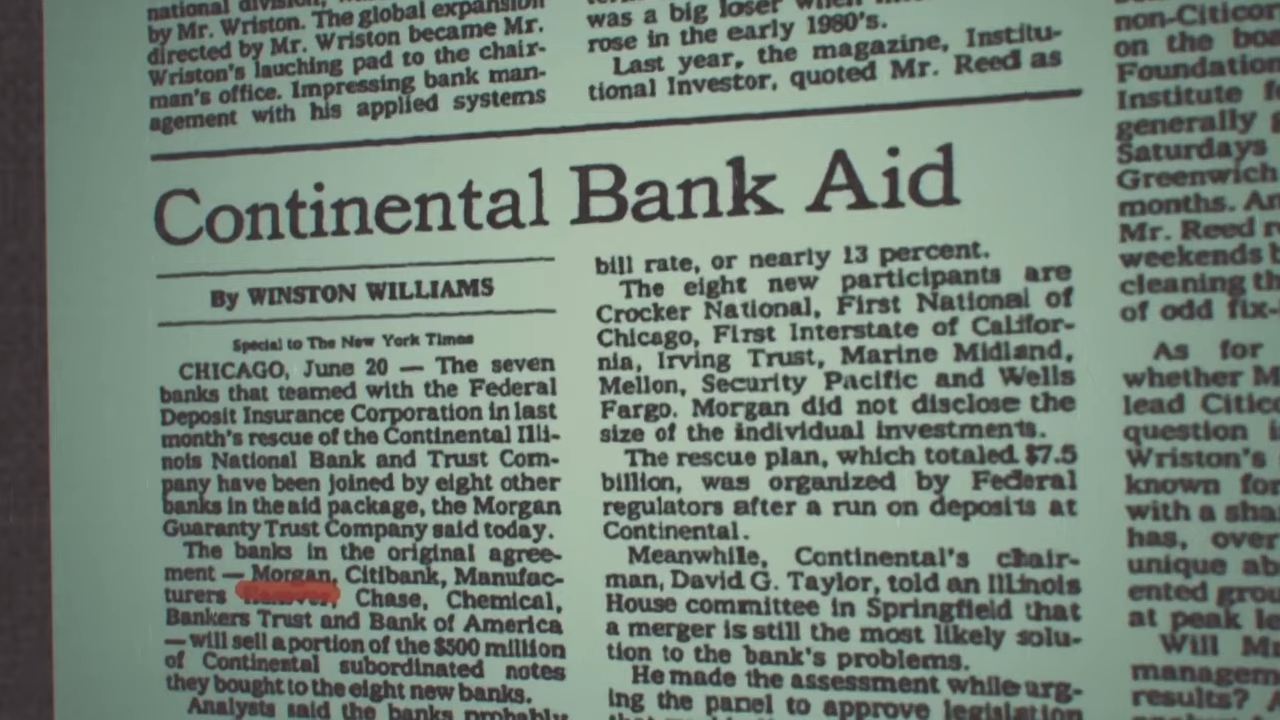 national division,
by Mr. Wriston. The global expansion
directed by Mr. Wriston became Mr.
Wriston's lauching pad to the chair-
man's office. Impressing bank man-
agement with his applied systems
was a big loser when
rose in the early 1980's.
Last year, the magazine, Institu-
tional Investor, quoted Mr. Reed as
Continental Bank Aid
By WINSTON WILLIAMS
Special to The New York Times
CHICAGO, June 20 — The seven
banks that teamed with the Federal
Deposit Insurance Corporation in last
month's rescue of the Continental Illi-
nois National Bank and Trust Com-
pany have been joined by eight other
banks in the aid package, the Morgan
Guaranty Trust Company said today.
The banks in the original agree-
ment — Morgan, Citibank, Manufac-
turers Chase, Chemical,
Bankers Trust and Bank of America
— will sell a portion of the $500 million
of Continental subordinated notes
they bought to the eight new banks.
Analysts said the banks probably
bill rate, or nearly 13 percent.
The eight new participants are
Crocker National, First National of
Chicago, First Interstate of Califor-
nia, Irving Trust, Marine Midland,
Mellon, Security Pacific and Wells
Fargo. Morgan did not disclose the
size of the individual investments.
The rescue plan, which totaled $7.5
billion, was organized by Federal
regulators after a run on deposits at
Continental.
Meanwhile, Continental's chair-
man, David G. Taylor, told an Illinois
House committee in Springfield that
a merger is still the most likely solu-
tion to the bank's problems.
He made the assessment while urg-
ing the panel to approve legislation
non-Citicor
on the boa
Foundation
Institute fo
generally
Saturdays
Greenwich
months. An
Mr. Reed r
weekends b
cleaning th
of odd fix-
As for
whether M
lead Citico
question i
Wriston's
known for
with a sha
has, over
unique ab
ented grou
at peak le
Will Mr
managem
results?